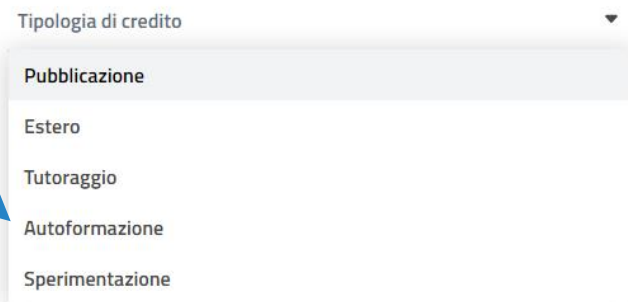 Tipologia di credito
Pubblicazione
Estero
Tutoraggio
Autoformazione
Sperimentazione